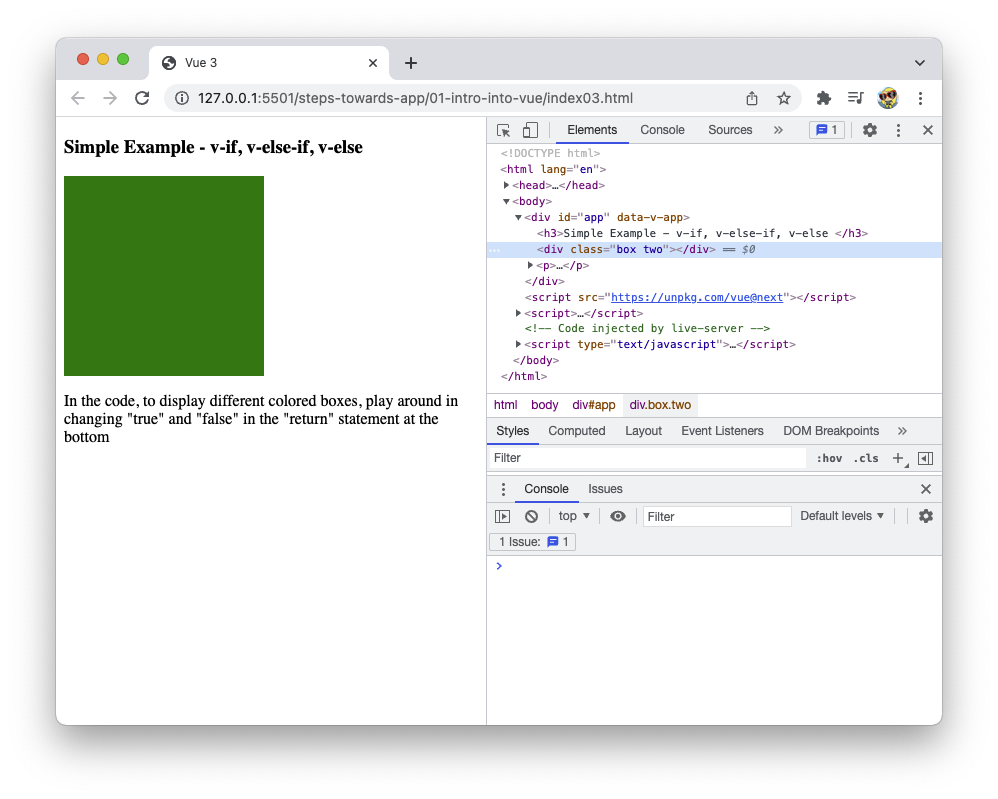 Vue 3
127.0.0.1:5501/steps-towards-app/01-intro-into-vue/index03.html
Simple Example - v-if, v-else-if, v-else
In the code, to display different colored boxes, play around in
changing "true" and "false" in the "return" statement at the
bottom
Elements Console Sources » 1
<!DOCTYPE html>
<html lang="en">
<head>…</head>
<body>
<div id="app" data-v-app>
<h3>Simple Example - v-if, v-else-if, v-else </h3>
… <div class="box two"></div> == $0
<p>…</p>
</div>
<script src="https://unpkg.com/vue@next"></script>
<script>…</script>
<!-- Code injected by live-server -->
<script type="text/javascript">…</script>
</body>
</html>
html body div#app div.box.two
Styles Computed Layout Event Listeners DOM Breakpoints »
Filter :hov .cls +
Console Issues
top Filter Default levels
1 Issue: 1